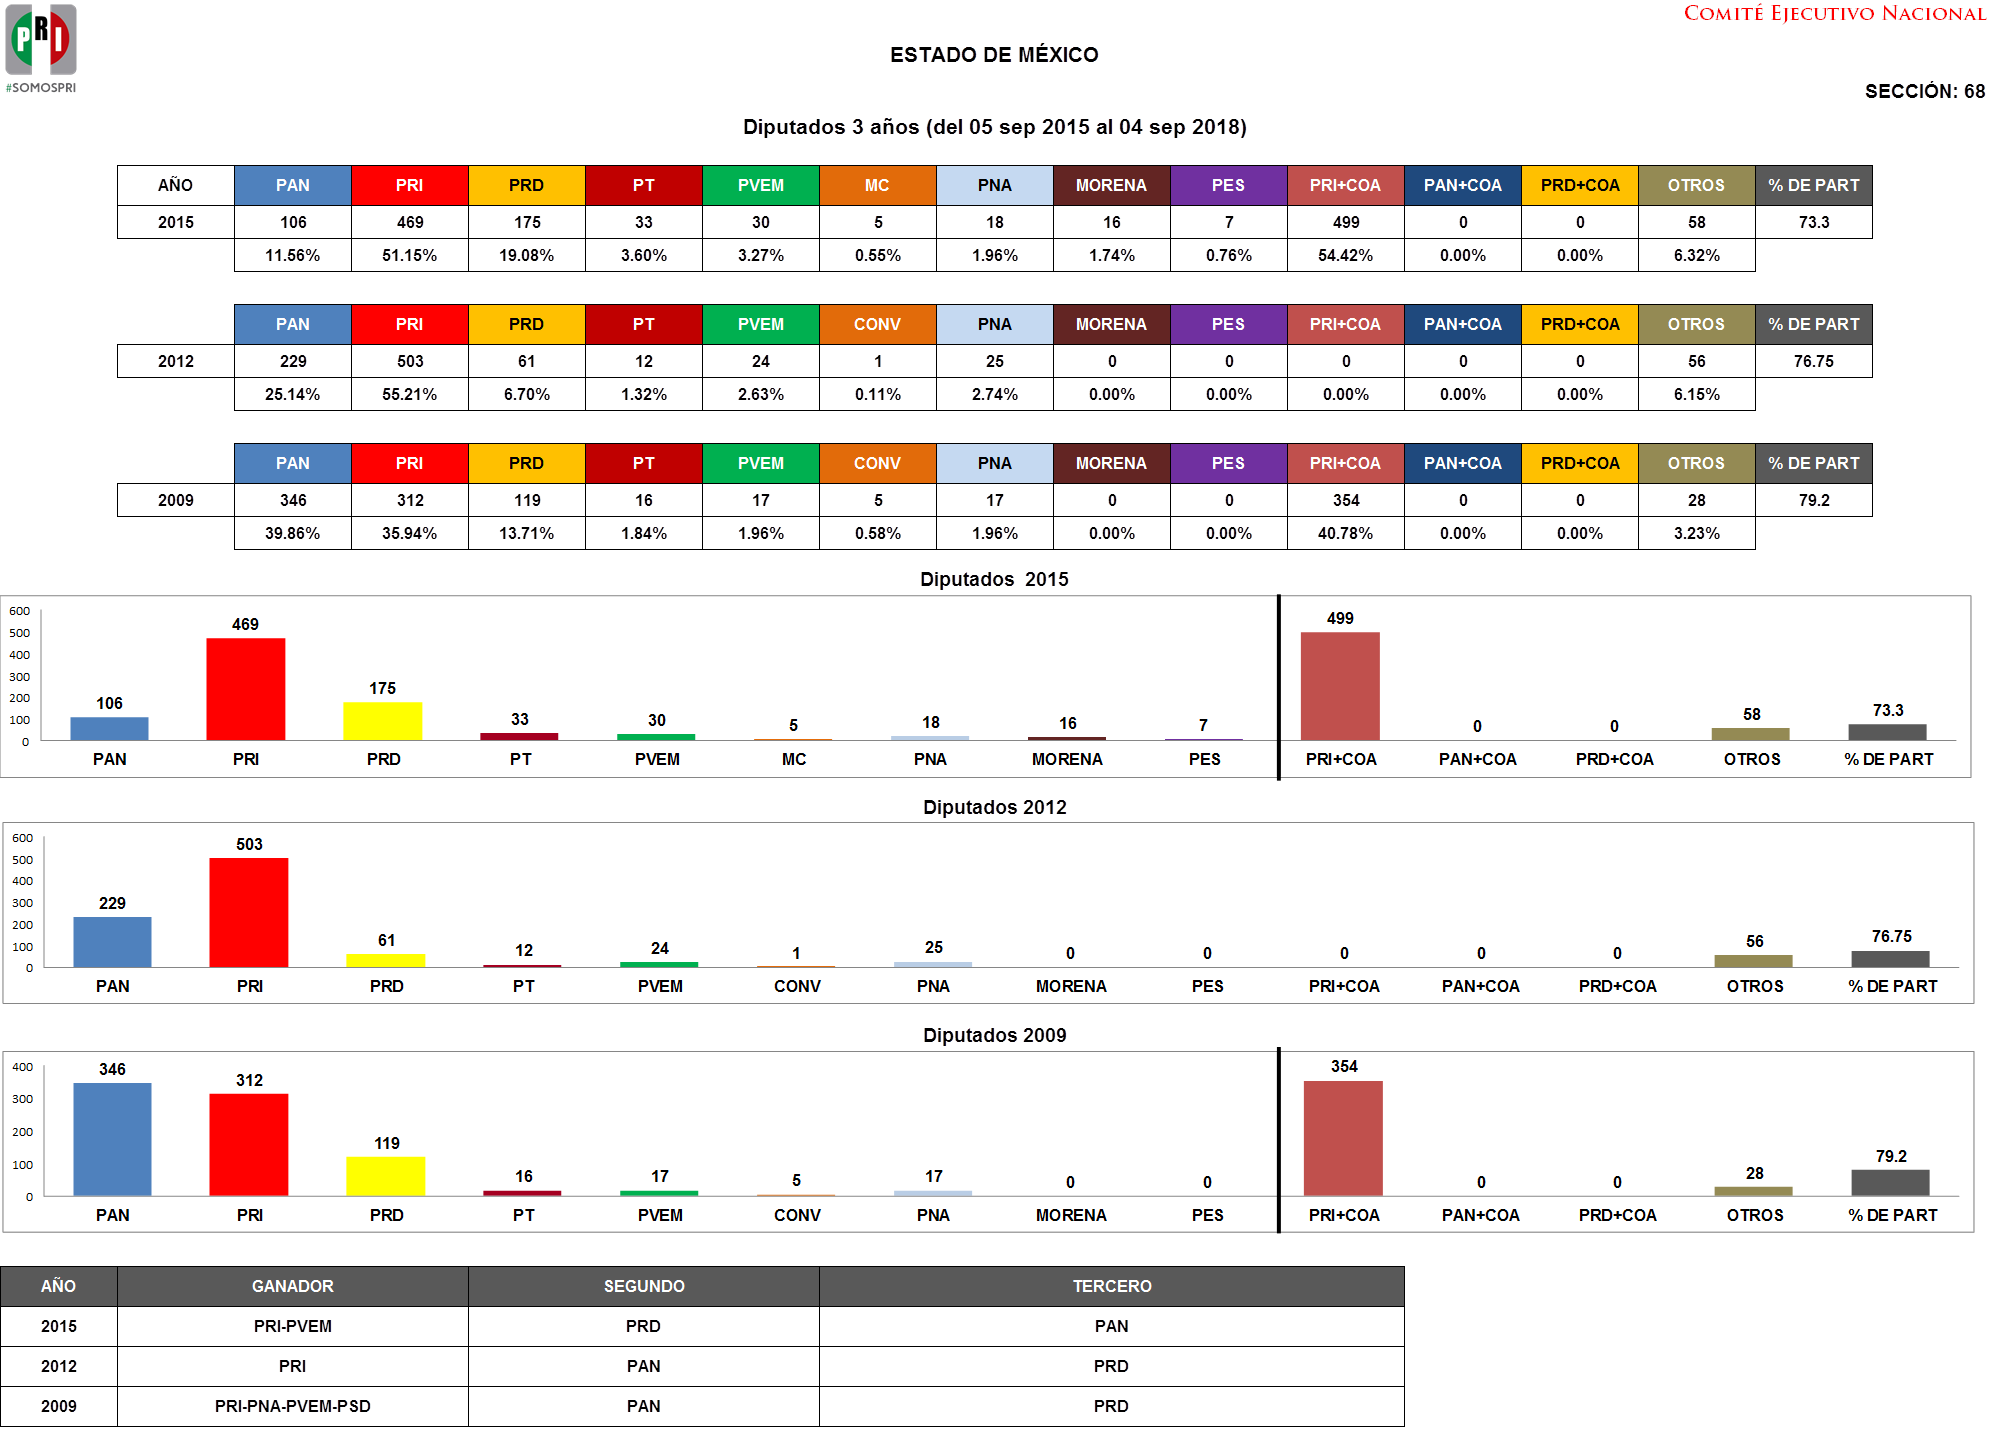 PRI
#SOMOSPRI
COMITÉ EJECUTIVO NACIONAL
ESTADO DE MÉXICO
SECCIÓN: 68
Diputados 3 años (del 05 sep 2015 al 04 sep 2018)
AÑO PAN PRI PRD PT PVEM MC PNA MORENA PES PRI+COA PAN+COA PRD+COA OTROS % DE PART
2015 106 469 175 33 30 5 18 16 7 499 0 0 58 73.3
11.56% 51.15% 19.08% 3.60% 3.27% 0.55% 1.96% 1.74% 0.76% 54.42% 0.00% 0.00% 6.32%
PAN PRI PRD PT PVEM CONV PNA MORENA PES PRI+COA PAN+COA PRD+COA OTROS % DE PART
2012 229 503 61 12 24 1 25 0 0 0 0 0 56 76.75
25.14% 55.21% 6.70% 1.32% 2.63% 0.11% 2.74% 0.00% 0.00% 0.00% 0.00% 0.00% 6.15%
PAN PRI PRD PT PVEM CONV PNA MORENA PES PRI+COA PAN+COA PRD+COA OTROS % DE PART
2009 346 312 119 16 17 5 17 0 0 354 0 0 28 79.2
39.86% 35.94% 13.71% 1.84% 1.96% 0.58% 1.96% 0.00% 0.00% 40.78% 0.00% 0.00% 3.23%
Diputados 2015
600
500
400
300
200
100
0
106 469 175 33 30 5 18 16 7 499 0 0 58 73.3
PAN PRI PRD PT PVEM MC PNA MORENA PES PRI+COA PAN+COA PRD+COA OTROS % DE PART
Diputados 2012
600
500
400
300
200
100
0
229 503 61 12 24 1 25 0 0 0 0 0 56 76.75
PAN PRI PRD PT PVEM CONV PNA MORENA PES PRI+COA PAN+COA PRD+COA OTROS % DE PART
Diputados 2009
400
300
200
100
0
346 312 119 16 17 5 17 0 0 354 0 0 28 79.2
PAN PRI PRD PT PVEM CONV PNA MORENA PES PRI+COA PAN+COA PRD+COA OTROS % DE PART
AÑO GANADOR SEGUNDO TERCERO
2015 PRI-PVEM PRD PAN
2012 PRI PAN PRD
2009 PRI-PNA-PVEM-PSD PAN PRD